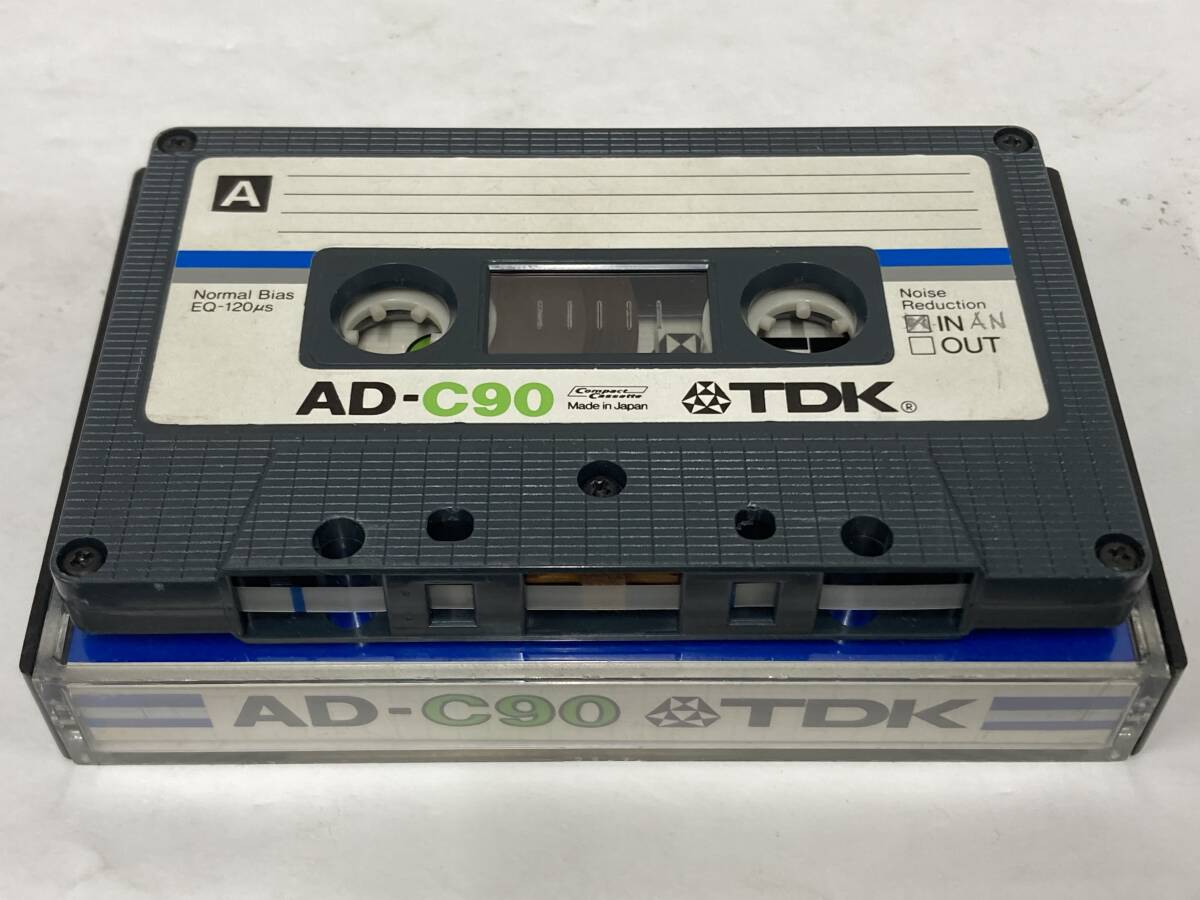 A
Normal Bias
EQ-120μs
Noise
Reduction
IN AN
OUT
AD-C90 Compact Cassette Made in Japan TDK®
AD-C90 TDK